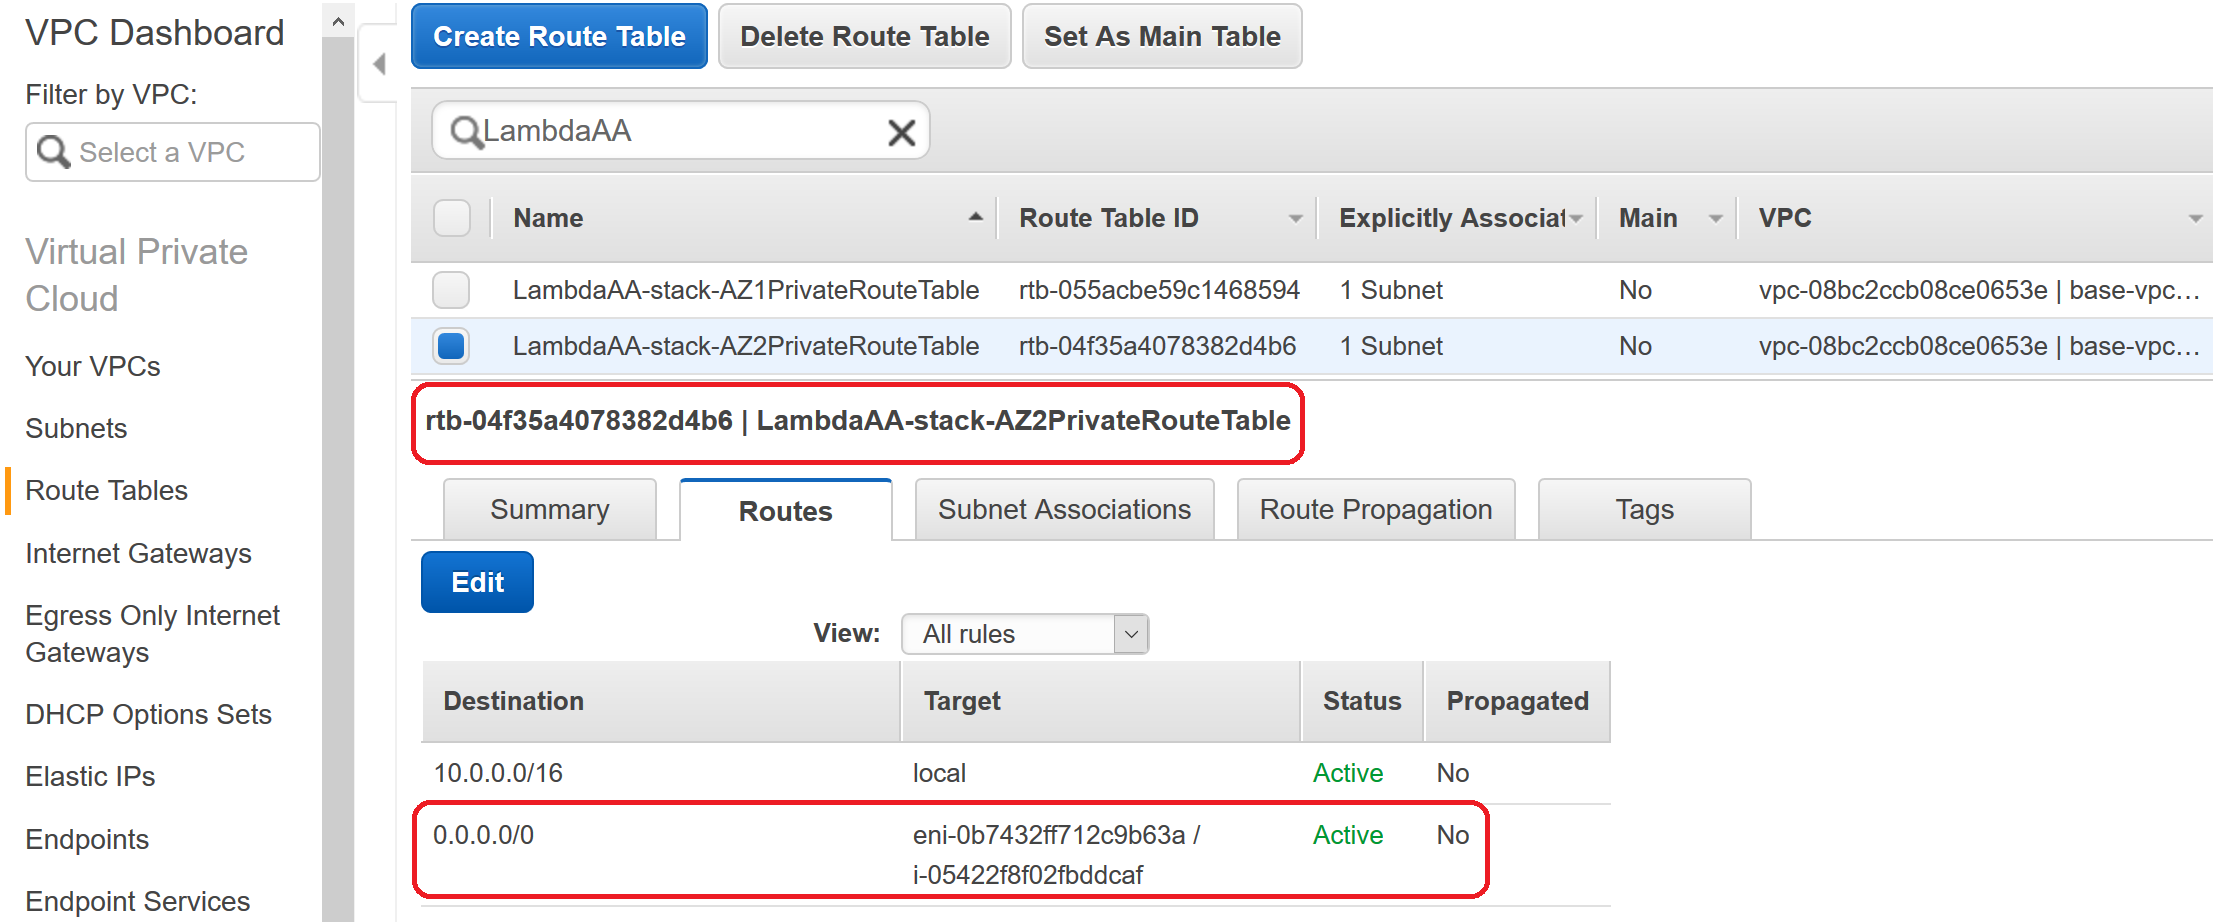 VPC Dashboard
Filter by VPC:
Select a VPC
Virtual Private
Cloud
Your VPCs
Subnets
Route Tables
Internet Gateways
Egress Only Internet
Gateways
DHCP Options Sets
Elastic IPs
Endpoints
Endpoint Services
Create Route Table Delete Route Table Set As Main Table
LambdaAA
Name Route Table ID Explicitly Associat Main VPC
LambdaAA-stack-AZ1PrivateRouteTable rtb-055acbe59c1468594 1 Subnet No vpc-08bc2ccb08ce0653e | base-vpc…
LambdaAA-stack-AZ2PrivateRouteTable rtb-04f35a4078382d4b6 1 Subnet No vpc-08bc2ccb08ce0653e | base-vpc…
rtb-04f35a4078382d4b6 | LambdaAA-stack-AZ2PrivateRouteTable
Summary Routes Subnet Associations Route Propagation Tags
Edit
View: All rules
Destination Target Status Propagated
10.0.0.0/16 local Active No
0.0.0.0/0 eni-0b7432ff712c9b63a / Active No
i-05422f8f02fbddcaf